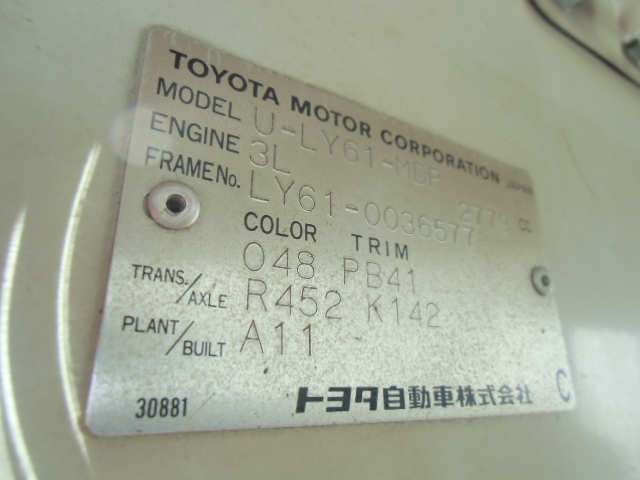 TOYOTA MOTOR CORPORATION JAPAN
MODEL U-LY61-MDP
ENGINE 3L 2779 CC
FRAME No. LY61-0036577
COLOR TRIM
048 PB41
TRANS./AXLE R452 K142
PLANT/BUILT A11
30881 トヨタ自動車株式会社 C